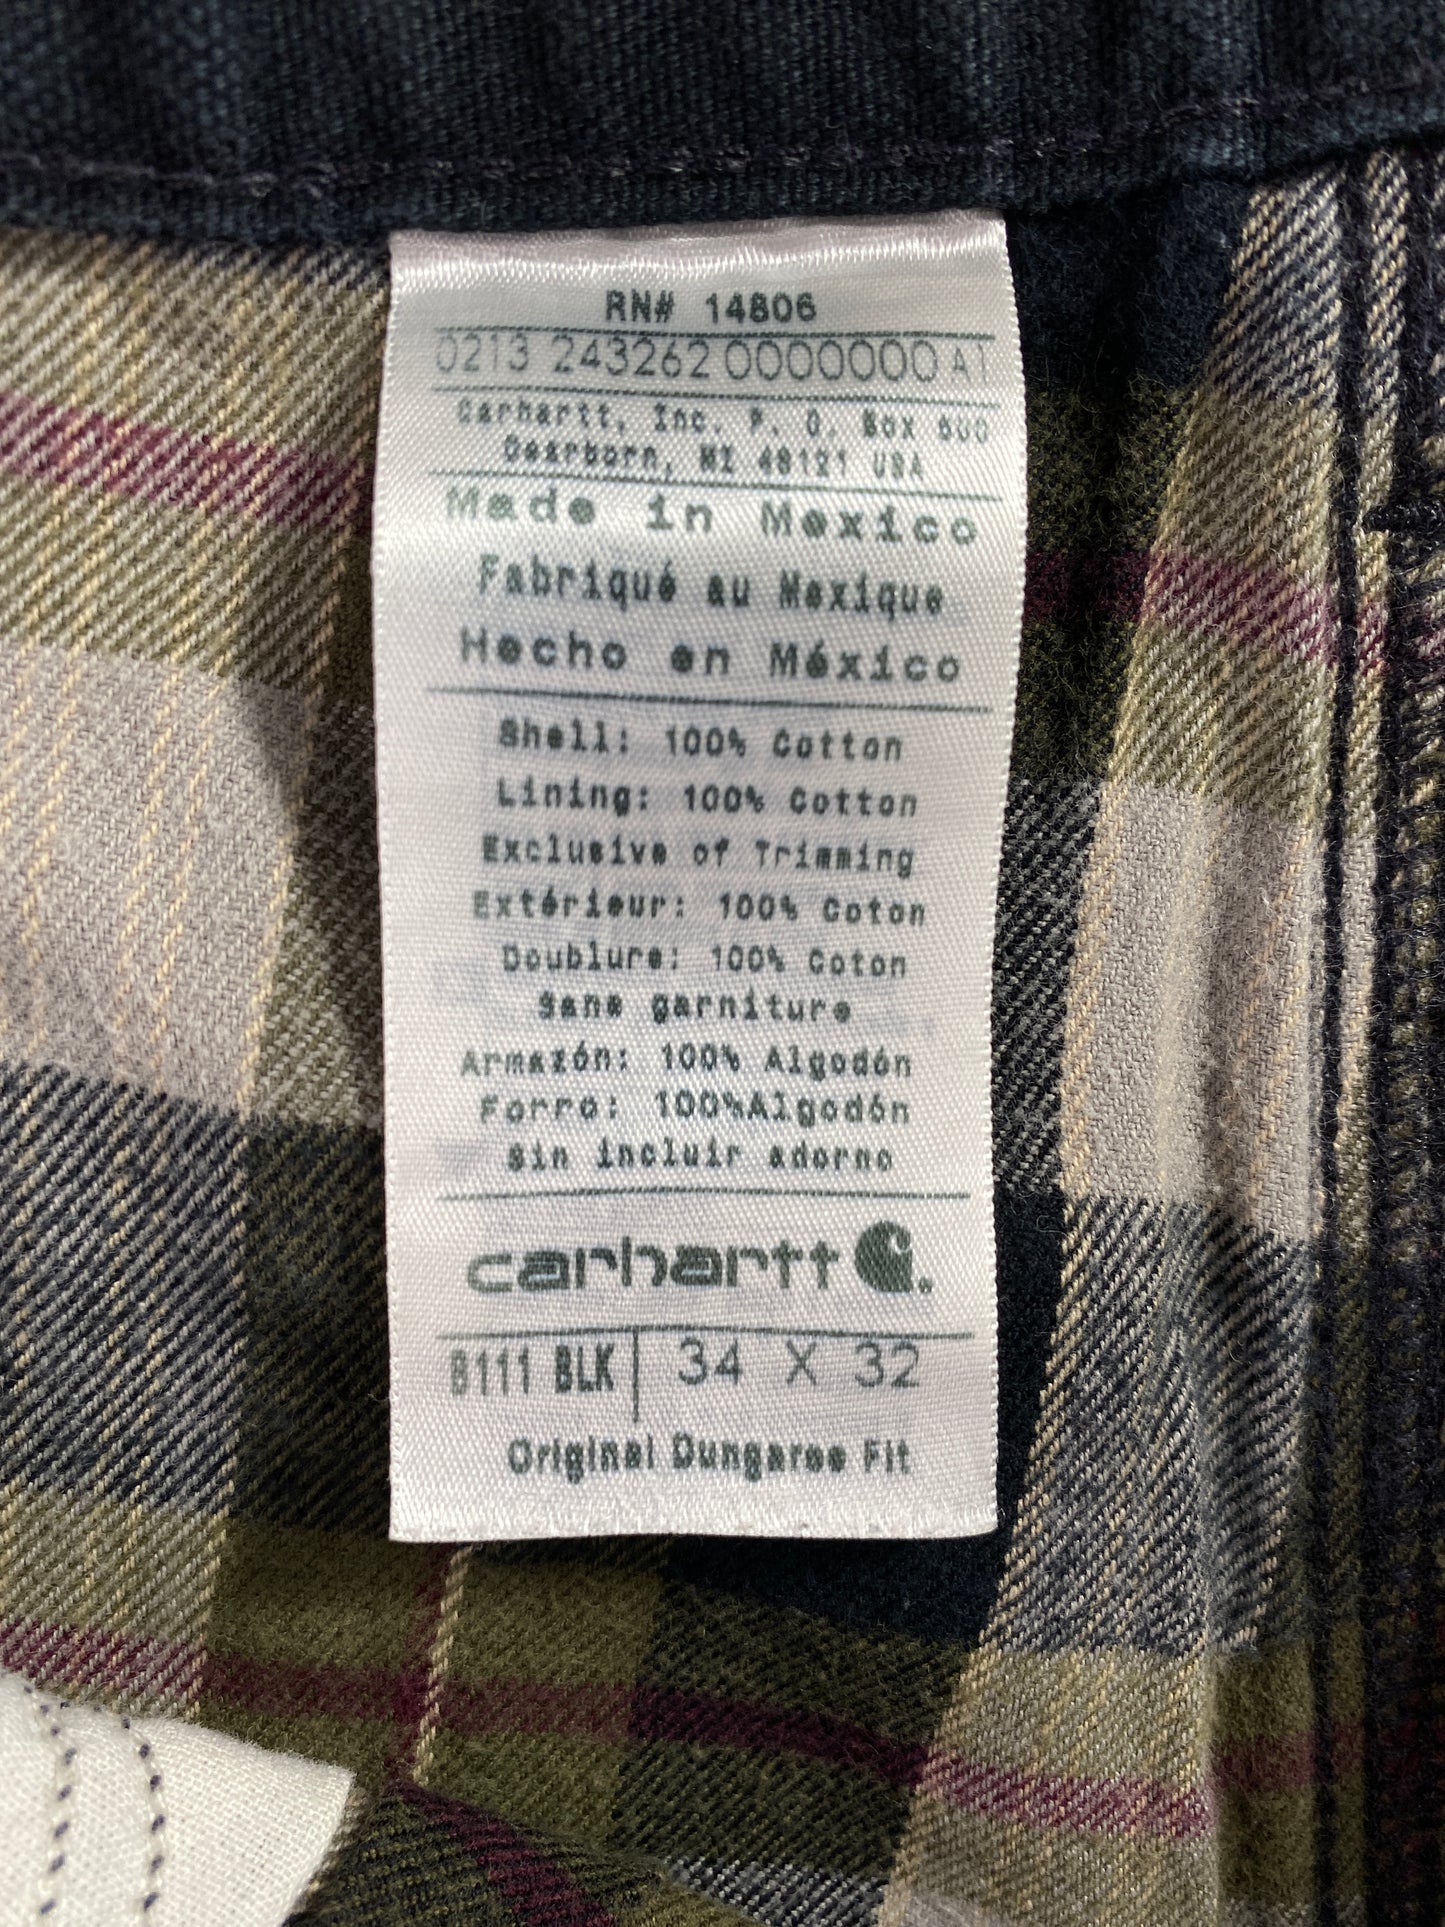 RN# 14806
0213 243262 0000000 A1
Carhartt, Inc. P. O. Box 600
Dearborn, MI 48121 USA
Made in Mexico
Fabriqué au Mexique
Hecho en México
Shell: 100% Cotton
Lining: 100% Cotton
Exclusive of Trimming
Extérieur: 100% Coton
Doublure: 100% Coton
Sans garniture
Armazón: 100% Algodón
Forro: 100%Algodón
Sin incluir adorno
carhartt
B111 BLK 34 X 32
Original Dungaree Fit